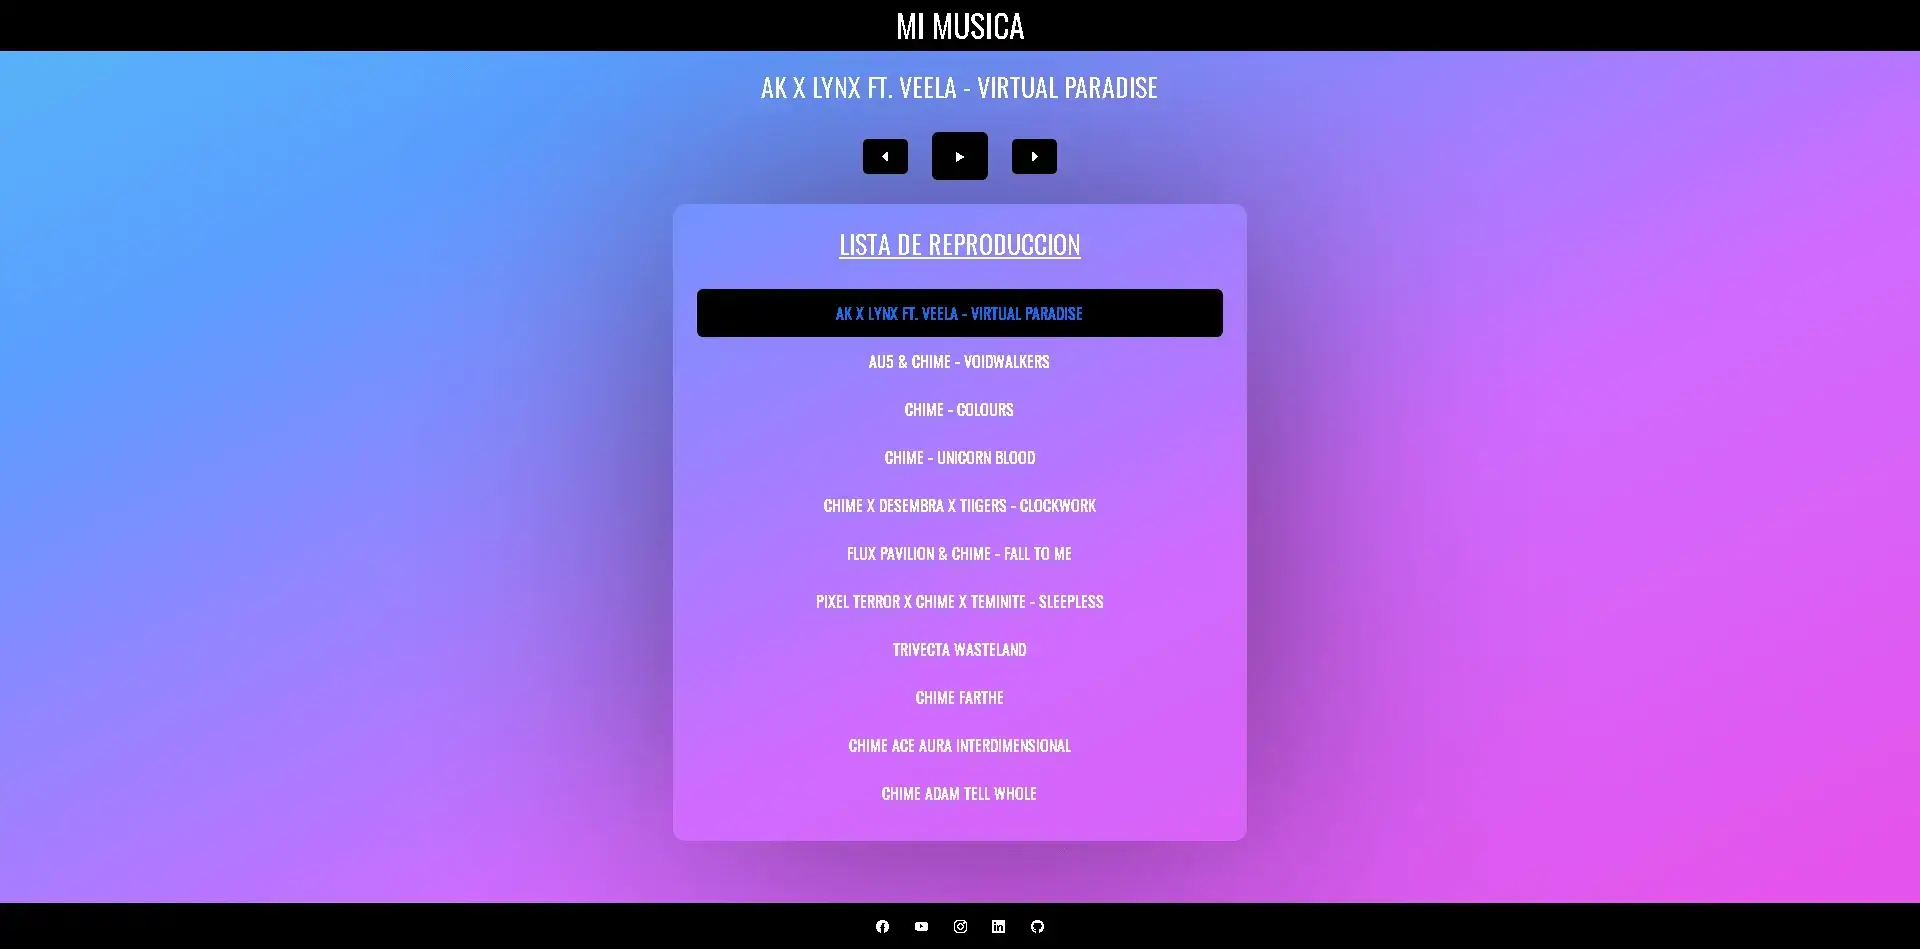 MI MUSICA
AK X LYNX FT. VEELA - VIRTUAL PARADISE
LISTA DE REPRODUCCION
AK X LYNX FT. VEELA - VIRTUAL PARADISE
AU5 & CHIME - VOIDWALKERS
CHIME - COLOURS
CHIME - UNICORN BLOOD
CHIME X DESEMBRA X TIIGERS - CLOCKWORK
FLUX PAVILION & CHIME - FALL TO ME
PIXEL TERROR X CHIME X TEMINITE - SLEEPLESS
TRIVECTA WASTELAND
CHIME FARTHE
CHIME ACE AURA INTERDIMENSIONAL
CHIME ADAM TELL WHOLE